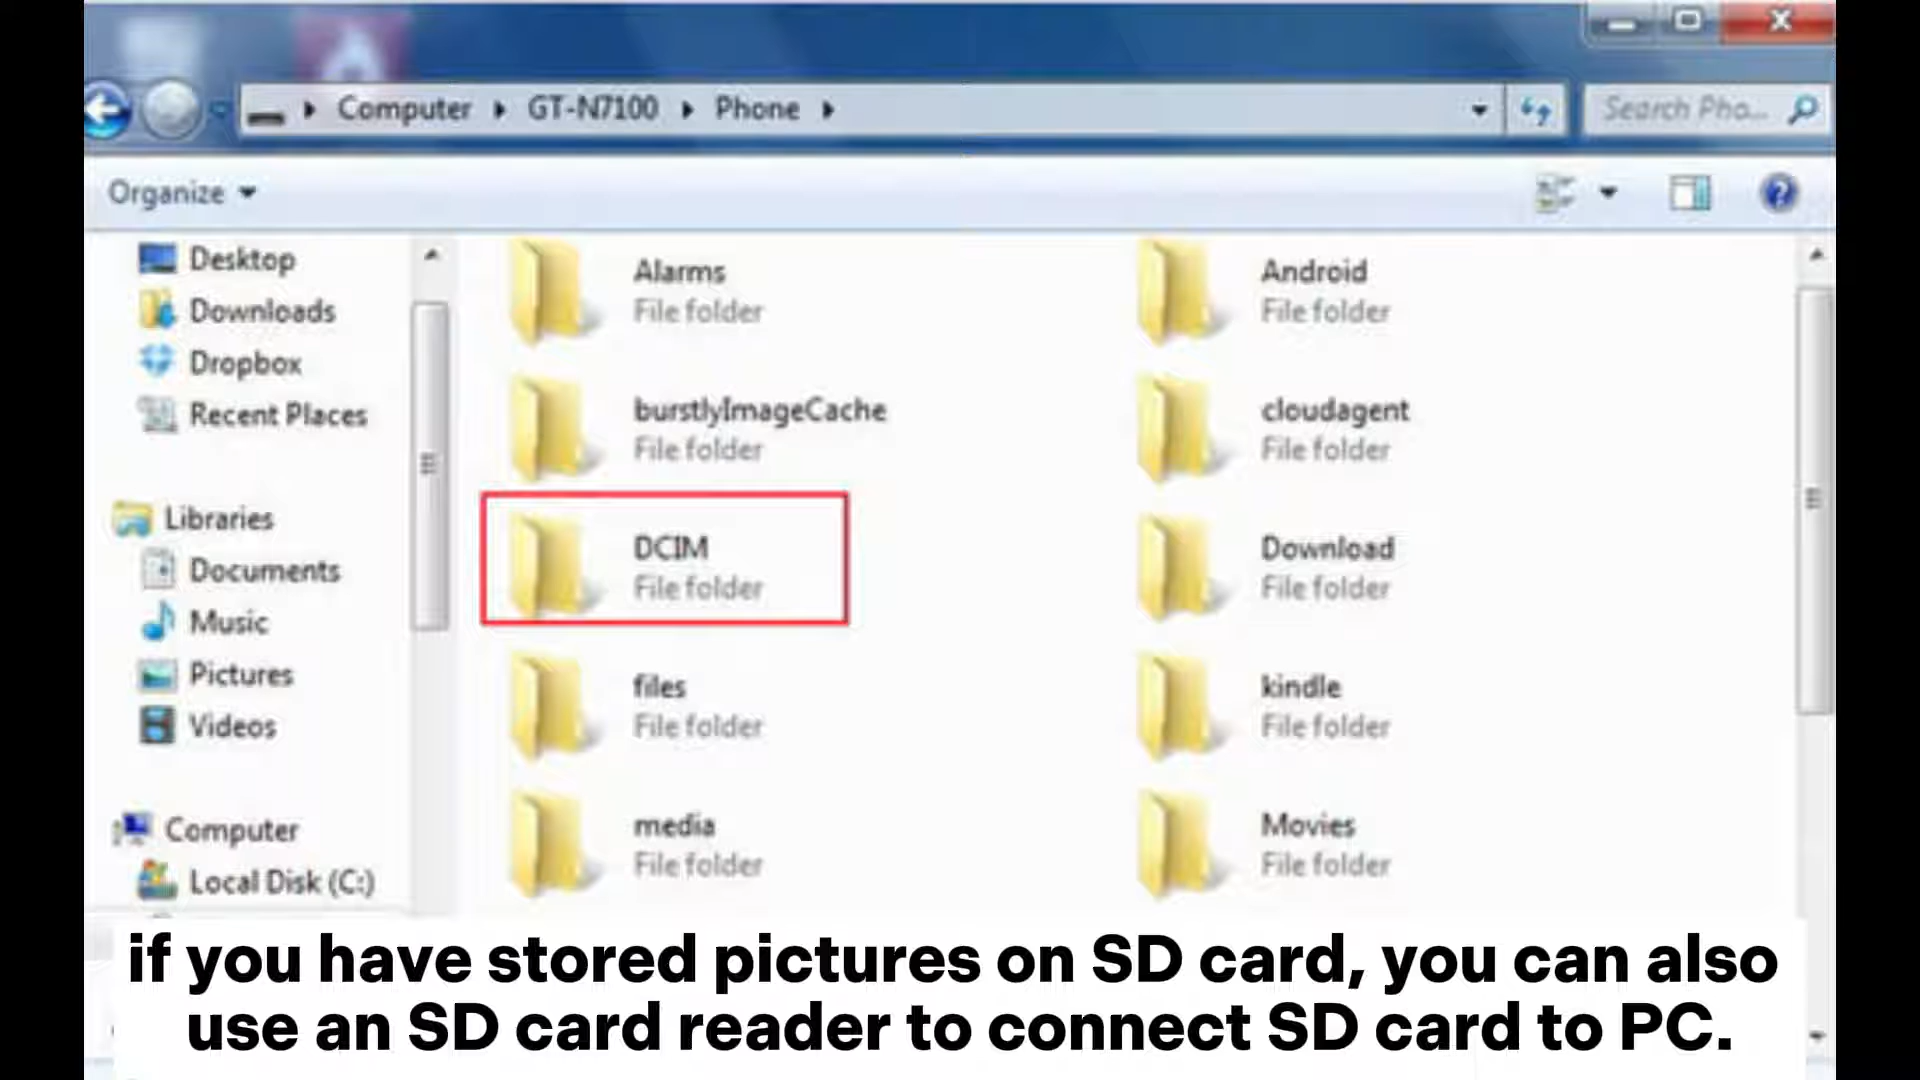 Computer GT-N7100 Phone
Search Pho...
Organize
Desktop
Downloads
Dropbox
Recent Places
Libraries
Documents
Music
Pictures
Videos
Computer
Local Disk (C:)
Alarms
File folder
Android
File folder
burstlyImageCache
File folder
cloudagent
File folder
DCIM
File folder
Download
File folder
files
File folder
kindle
File folder
media
File folder
Movies
File folder
if you have stored pictures on SD card, you can also
use an SD card reader to connect SD card to PC.